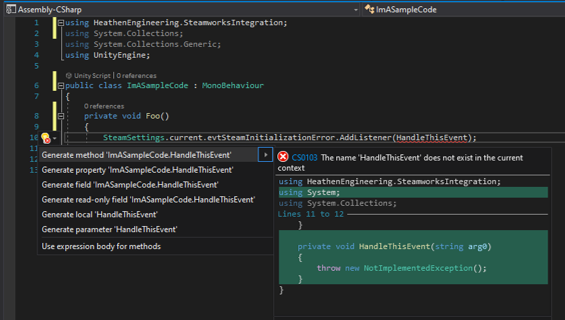 Assembly-CSharp
ImASampleCode
1 using HeathenEngineering.SteamworksIntegration;
2 using System.Collections;
3 using System.Collections.Generic;
4 using UnityEngine;
5
Unity Script | 0 references
6 public class ImASampleCode : MonoBehaviour
7 {
0 references
8 private void Foo()
9 {
10 SteamSettings.current.evtSteamInitializationError.AddListener(HandleThisEvent);
11
12
13
Generate method 'ImASampleCode.HandleThisEvent'
Generate property 'ImASampleCode.HandleThisEvent'
Generate field 'ImASampleCode.HandleThisEvent'
Generate read-only field 'ImASampleCode.HandleThisEvent'
Generate local 'HandleThisEvent'
Generate parameter 'HandleThisEvent'
Use expression body for methods
CS0103 The name 'HandleThisEvent' does not exist in the current
context
using HeathenEngineering.SteamworksIntegration;
using System;
using System.Collections;
Lines 11 to 12
}
private void HandleThisEvent(string arg0)
{
throw new NotImplementedException();
}
}